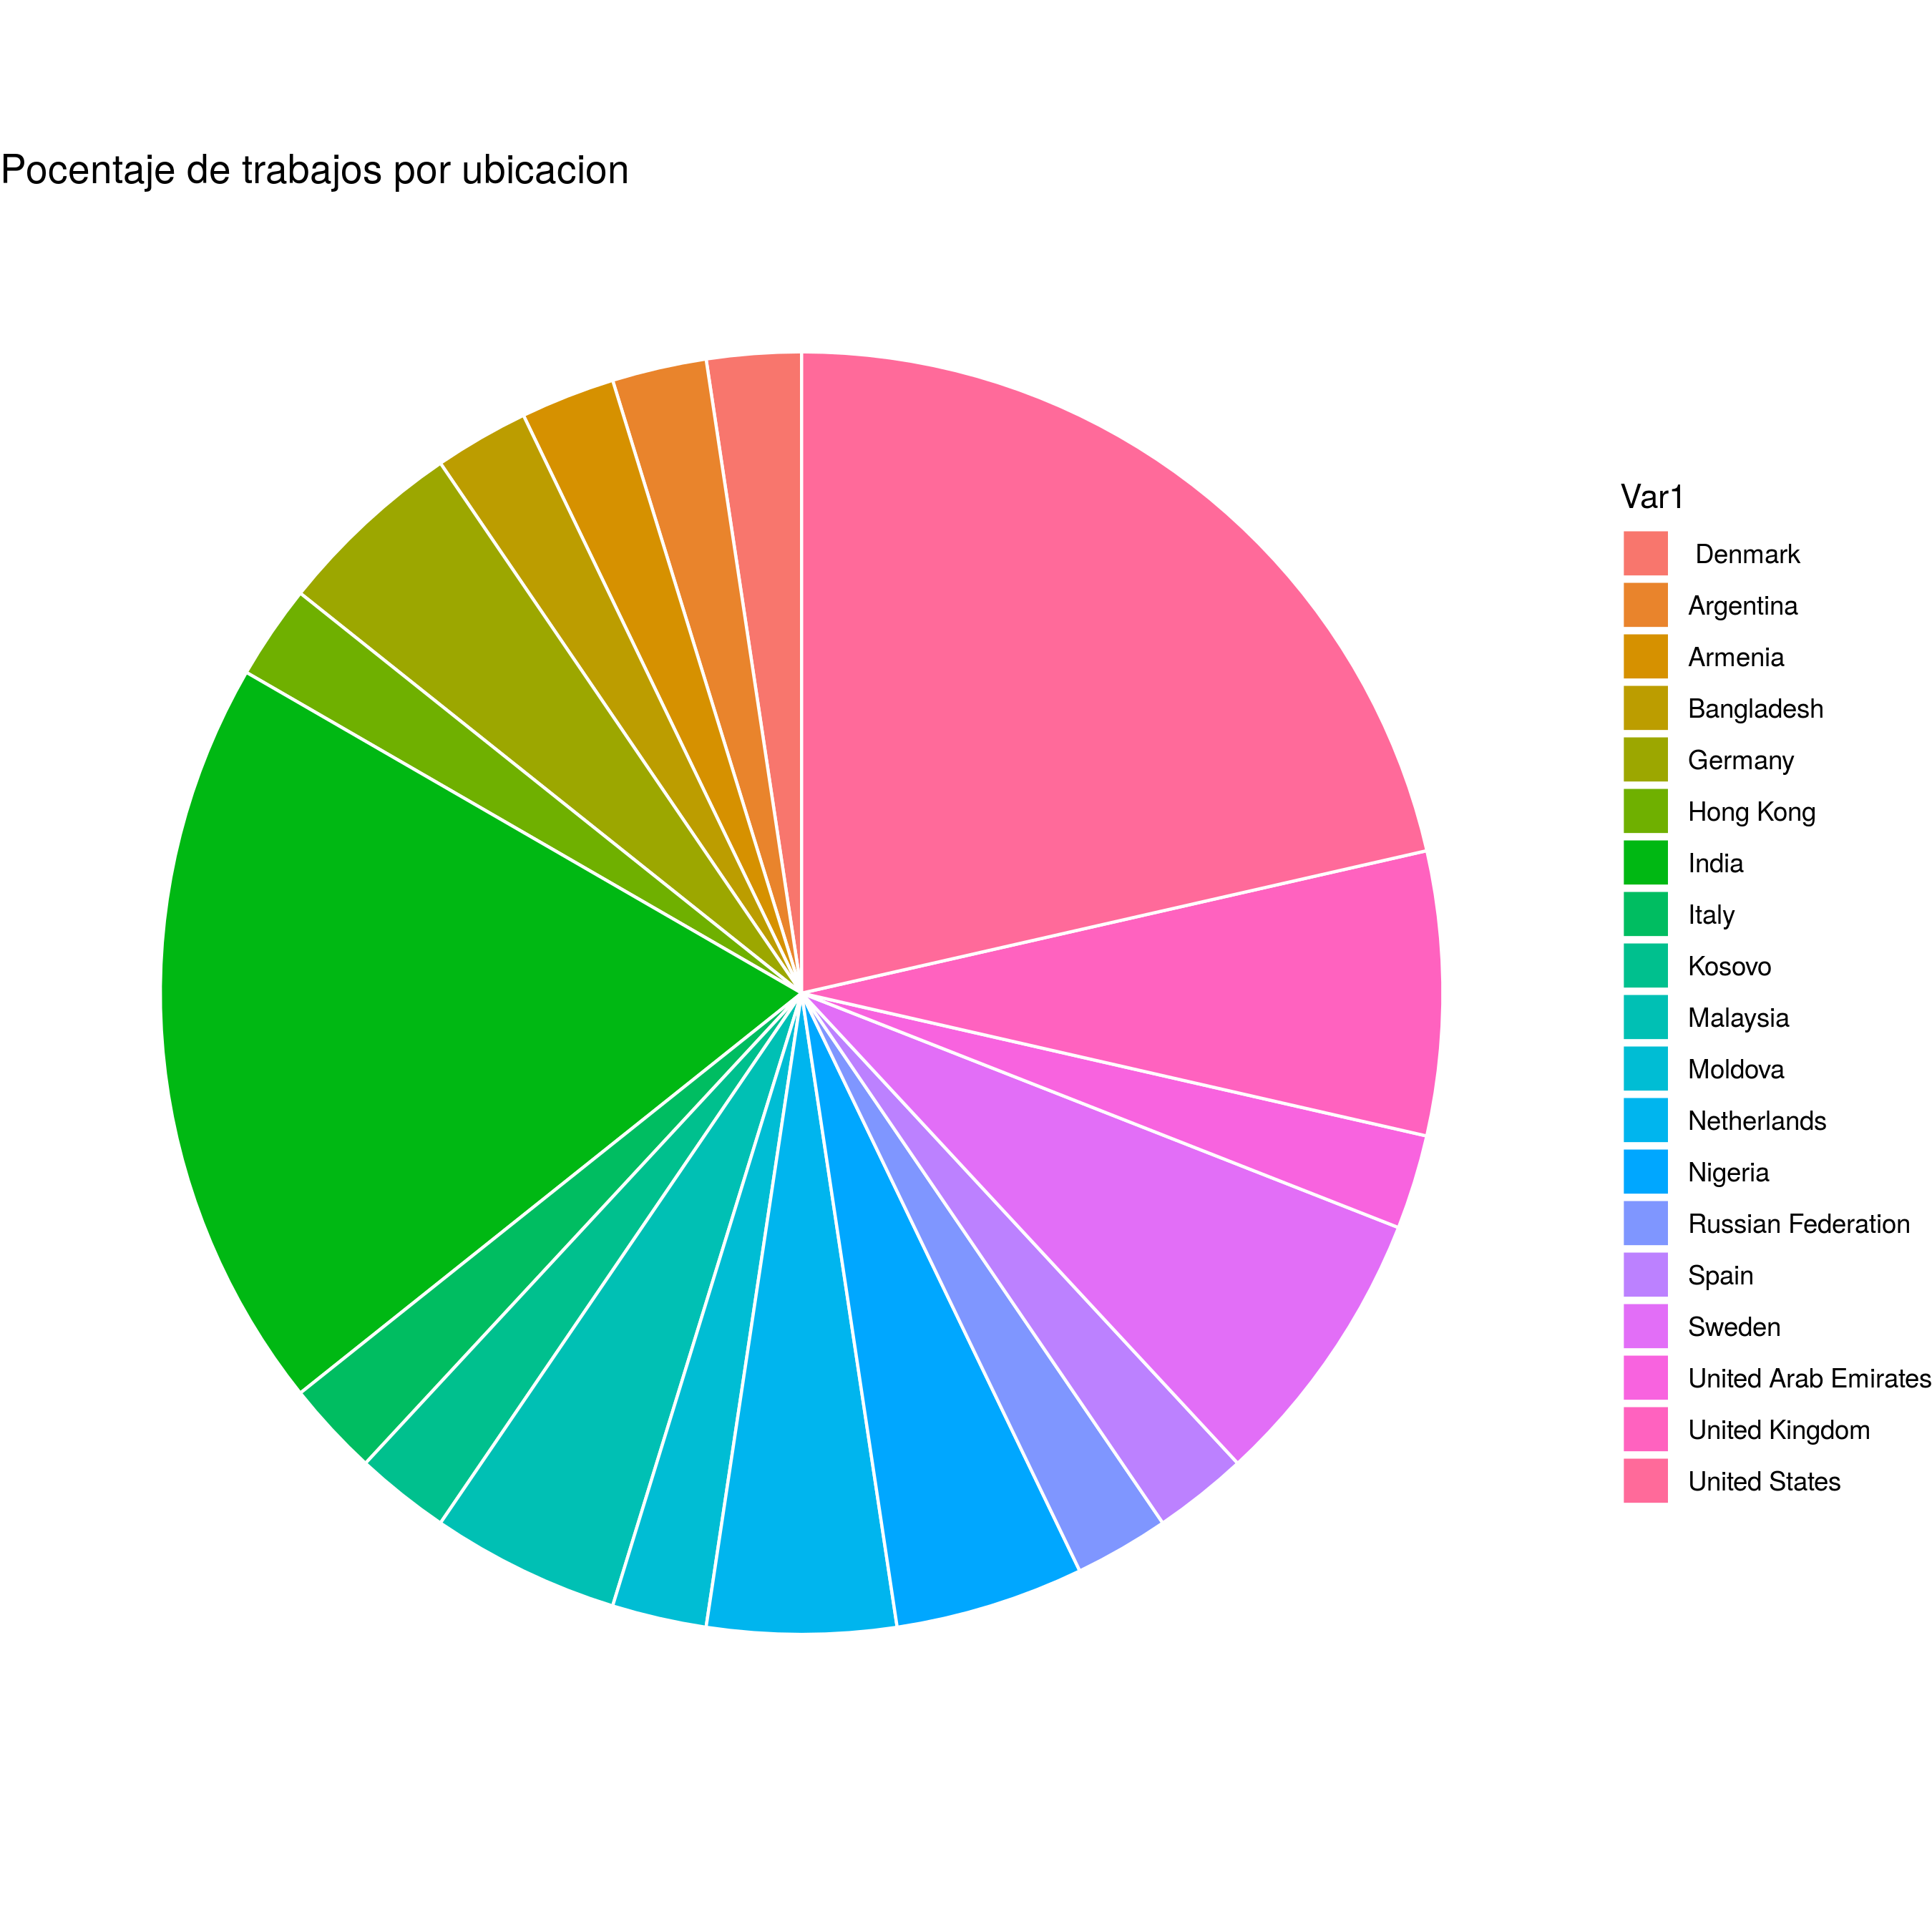 Pocentaje de trabajos por ubicacion
Var1
Denmark
Argentina
Armenia
Bangladesh
Germany
Hong Kong
India
Italy
Kosovo
Malaysia
Moldova
Netherlands
Nigeria
Russian Federation
Spain
Sweden
United Arab Emirates
United Kingdom
United States